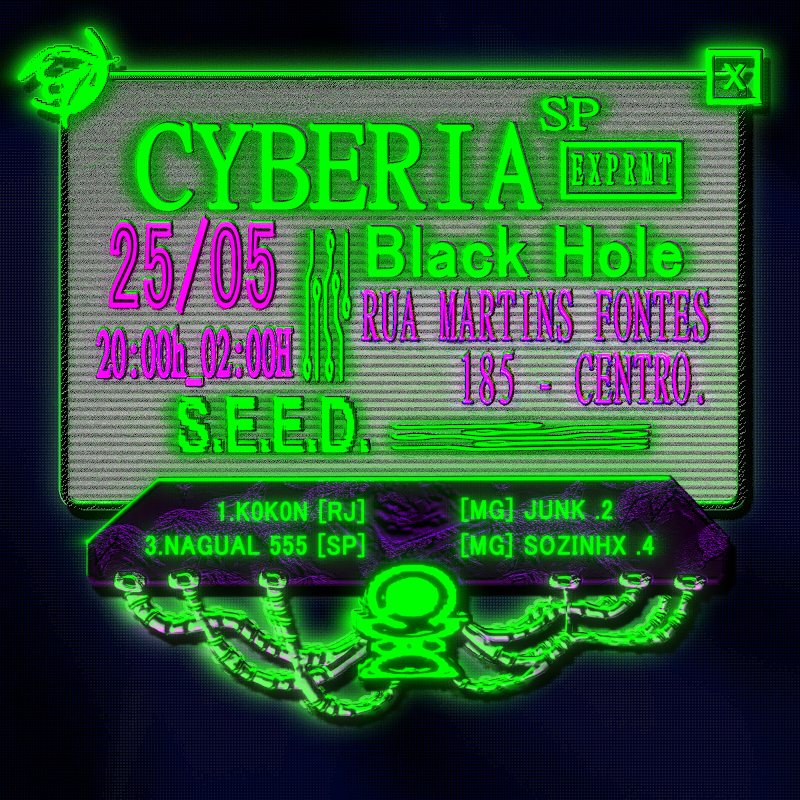 X
CYBERIA SP
EXPRMNT
25/05
Black Hole
RUA MARTINS FONTES
185 - CENTRO.
20:00h_02:00H
S.E.E.D.
1.K0K0N [RJ]
[MG] JUNK .2
3.NAGUAL 555 [SP]
[MG] SOZINHX .4